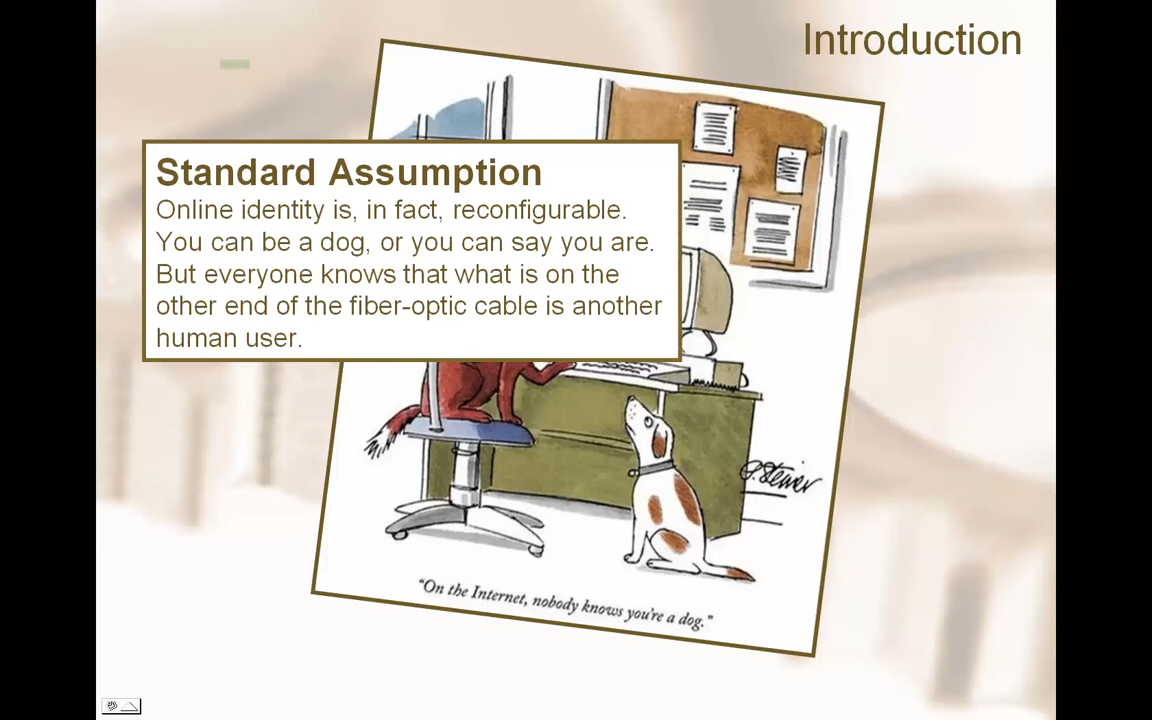 Introduction
Standard Assumption
Online identity is, in fact, reconfigurable.
You can be a dog, or you can say you are.
But everyone knows that what is on the
other end of the fiber-optic cable is another
human user.
P. Steiner
“On the Internet, nobody knows you're a dog.”